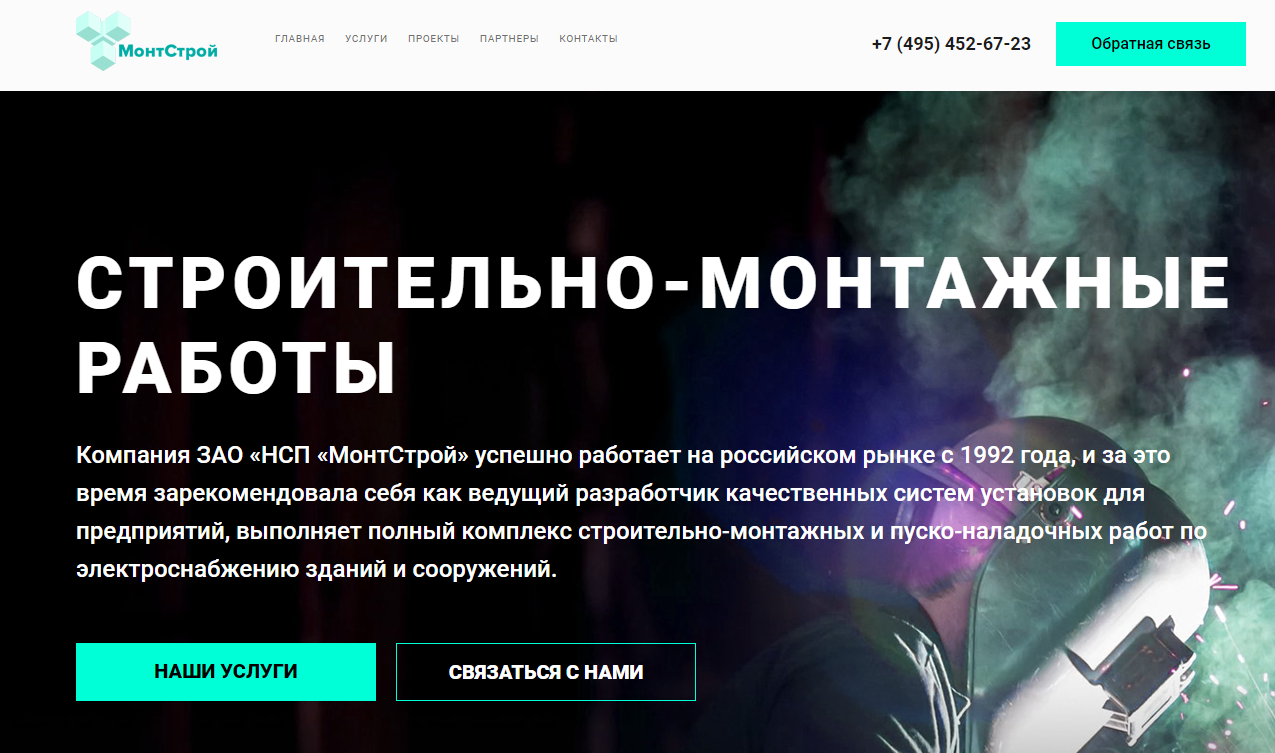 МонтСтрой
ГЛАВНАЯ УСЛУГИ ПРОЕКТЫ ПАРТНЕРЫ КОНТАКТЫ
+7 (495) 452-67-23
Обратная связь
СТРОИТЕЛЬНО-МОНТАЖНЫЕ
РАБОТЫ
Компания ЗАО «НСП «МонтСтрой» успешно работает на российском рынке с 1992 года, и за это
время зарекомендовала себя как ведущий разработчик качественных систем установок для
предприятий, выполняет полный комплекс строительно-монтажных и пуско-наладочных работ по
электроснабжению зданий и сооружений.
НАШИ УСЛУГИ
СВЯЗАТЬСЯ С НАМИ